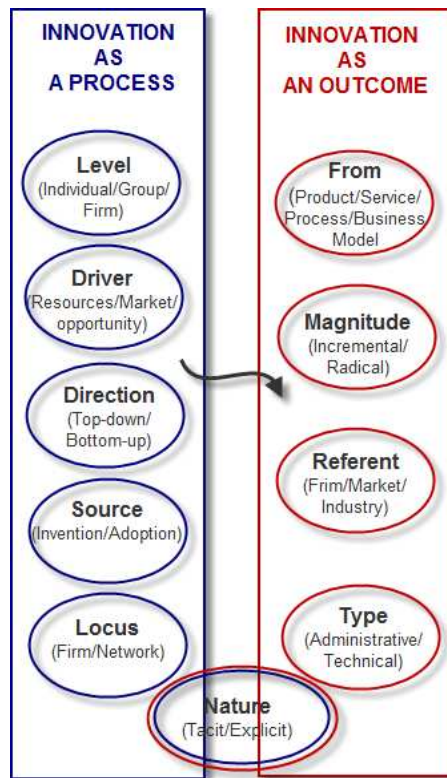 INNOVATION
AS
A PROCESS
Level
(Individual/Group/
Firm)
Driver
(Resources/Market/
opportunity)
Direction
(Top-down/
Bottom-up)
Source
(Invention/Adoption)
Locus
(Firm/Network)
INNOVATION
AS
AN OUTCOME
From
(Product/Service/
Process/Business
Model
Magnitude
(Incremental/
Radical)
Referent
(Frim/Market/
Industry)
Type
(Administrative/
Technical)
Nature
(Tacit/Explicit)